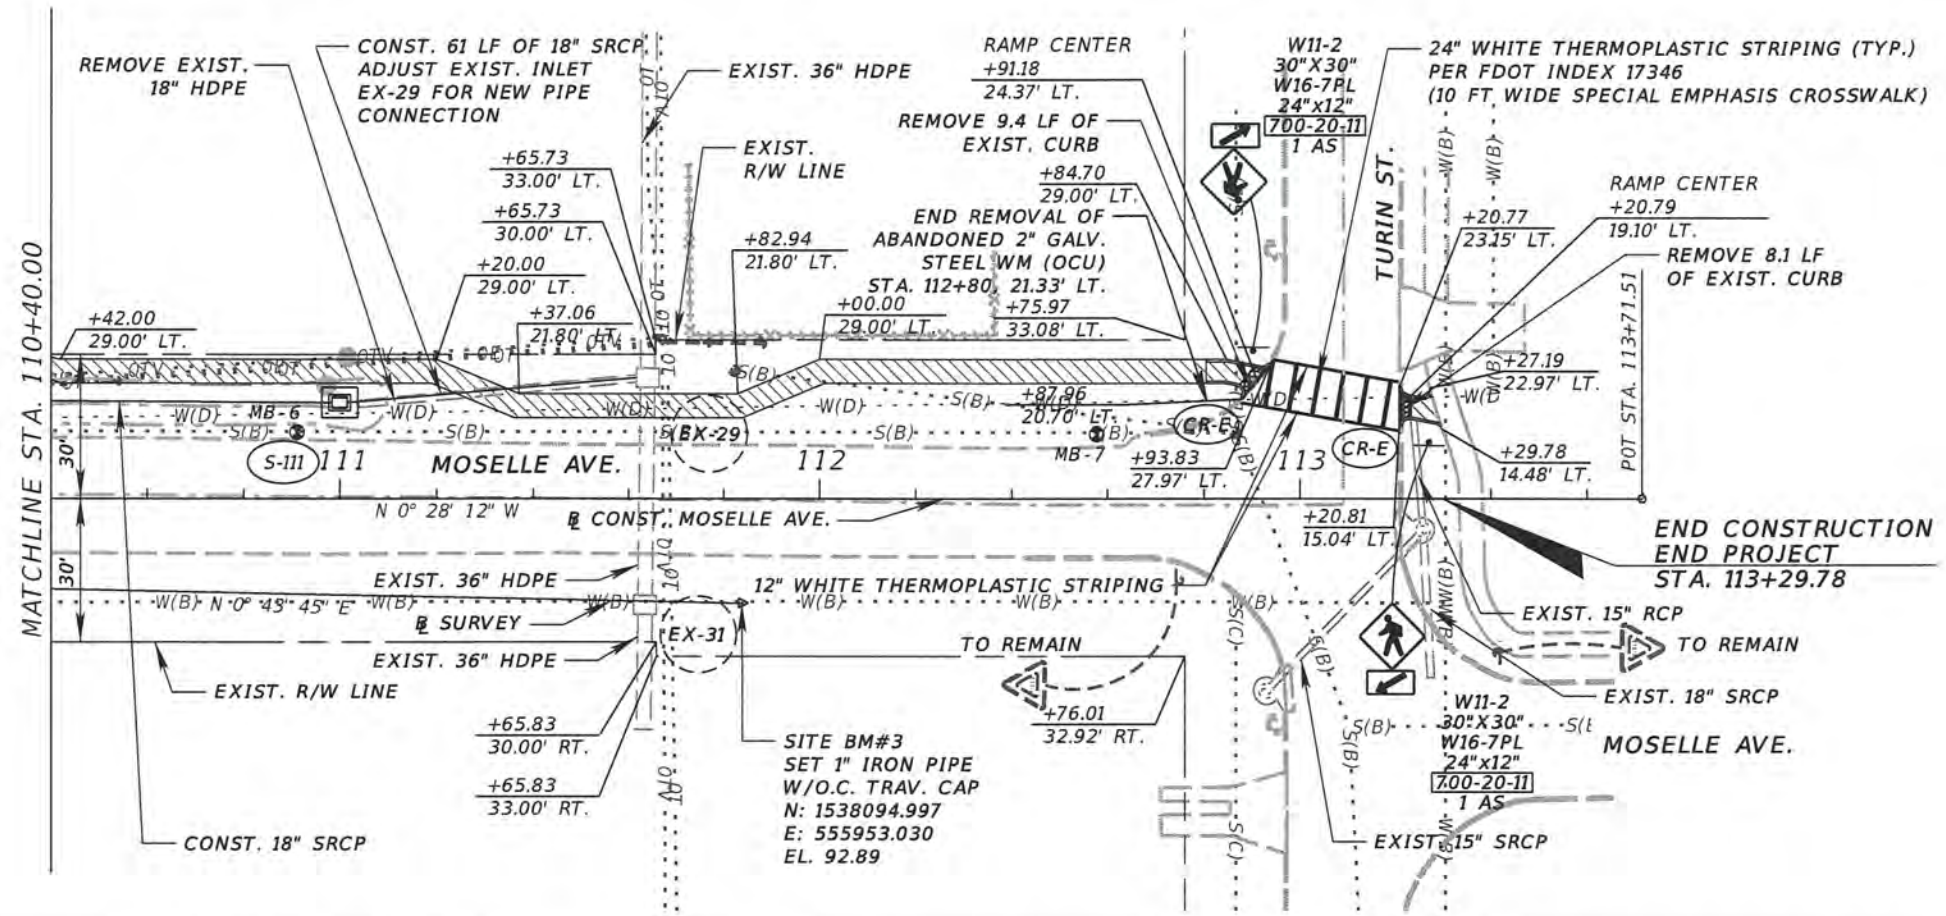 MATCHLINE STA. 110+40.00
REMOVE EXIST.
18" HDPE
CONST. 61 LF OF 18" SRCP
ADJUST EXIST. INLET
EX-29 FOR NEW PIPE
CONNECTION
EXIST. 36" HDPE
EXIST.
R/W LINE
RAMP CENTER
+91.18
24.37' LT.
REMOVE 9.4 LF OF
EXIST. CURB
+84.70
29.00' LT.
END REMOVAL OF
ABANDONED 2" GALV.
STEEL WM (OCU)
STA. 112+80, 21.33' LT.
+75.97
33.08' LT.
W11-2
30"X30"
W16-7PL
24"x12"
700-20-11
1 AS
24" WHITE THERMOPLASTIC STRIPING (TYP.)
PER FDOT INDEX 17346
(10 FT WIDE SPECIAL EMPHASIS CROSSWALK)
TURIN ST.
W(B)
W(B)
RAMP CENTER
+20.79
19.10' LT.
+20.77
23.15' LT.
REMOVE 8.1 LF
OF EXIST. CURB
POT STA. 113+71.51
+65.73
33.00' LT.
+65.73
30.00' LT.
+20.00
29.00' LT.
+37.06
21.80' LT.
+82.94
21.80' LT.
+00.00
29.00' LT.
+42.00
29.00' LT.
+27.19
22.97' LT.
+87.96
20.70' LT.
+93.83
27.97' LT.
+29.78
14.48' LT.
+20.81
15.04' LT.
OTV
OTV
OT
OTV
W(D)
W(D)
W(D)
W(D)
W(D)
S(B)
S(B)
S(B)
S(B)
S(B)
S(B)
MB-6
MB-7
S-111
EX-29
CR-E
CR-E
111
MOSELLE AVE.
112
113
30'
30'
N 0° 28' 12" W
B CONST. MOSELLE AVE.
EXIST. 36" HDPE
12" WHITE THERMOPLASTIC STRIPING
END CONSTRUCTION
END PROJECT
STA. 113+29.78
W(B)
N 0° 43' 45" E
W(B)
W(B)
W(B)
W(B)
W(B)
B SURVEY
EX-31
EXIST. 36" HDPE
EXIST. R/W LINE
TO REMAIN
EXIST. 15" RCP
TO REMAIN
EXIST. 18" SRCP
+76.01
32.92' RT.
+65.83
30.00' RT.
+65.83
33.00' RT.
SITE BM#3
SET 1" IRON PIPE
W/O.C. TRAV. CAP
N: 1538094.997
E: 555953.030
EL. 92.89
S(C)
S(C)
S(B)
S(B)
S(B)
W11-2
30"X30"
W16-7PL
24"x12"
700-20-11
1 AS
MOSELLE AVE.
CONST. 18" SRCP
EXIST. 15" SRCP